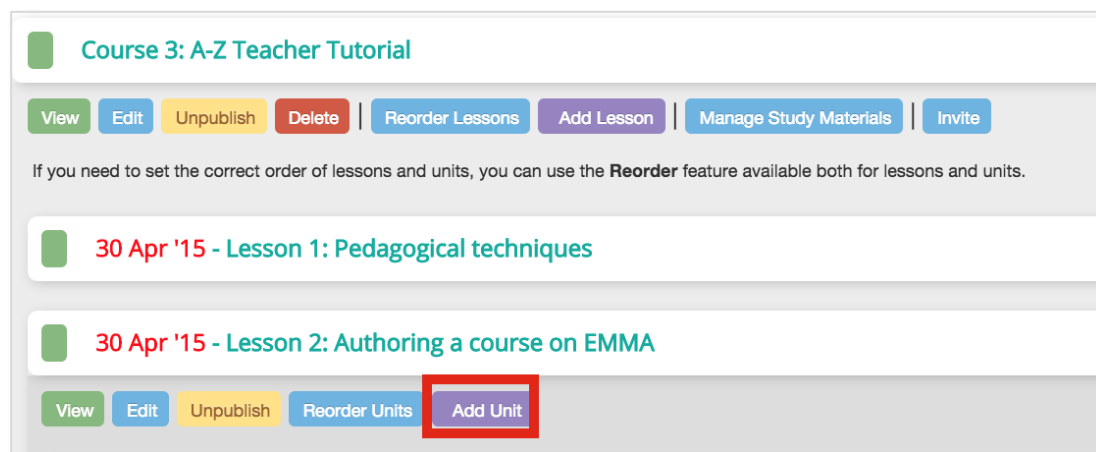 Course 3: A-Z Teacher Tutorial
View Edit Unpublish Delete | Reorder Lessons Add Lesson | Manage Study Materials | Invite
If you need to set the correct order of lessons and units, you can use the Reorder feature available both for lessons and units.
30 Apr '15 - Lesson 1: Pedagogical techniques
30 Apr '15 - Lesson 2: Authoring a course on EMMA
View Edit Unpublish Reorder Units Add Unit